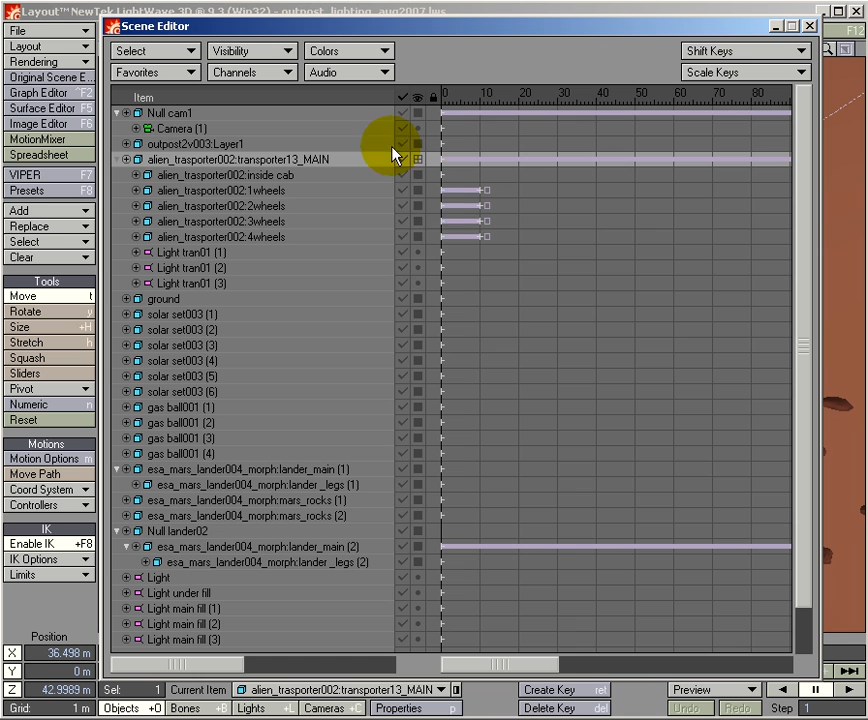 Layout™ NewTek LightWave 3D ® 9.3 (Win32) - outpost_lighting_aug2007.lws
Scene Editor
File
Layout
Rendering
Original Scene E...
Graph Editor ^F2
Surface Editor F5
Image Editor F6
MotionMixer
Spreadsheet
VIPER F7
Presets F8
Add
Replace
Select
Clear
Tools
Move t
Rotate y
Size +H
Stretch h
Squash
Sliders
Pivot
Numeric n
Reset
Motions
Motion Options m
Move Path
Coord System
Controllers
IK
Enable IK +F8
IK Options
Limits
Select Visibility Colors Shift Keys
Favorites Channels Audio Scale Keys
F12
Item 0 10 20 30 40 50 60 70 80
Null cam1
Camera (1)
outpost2v003:Layer1
alien_trasporter002:transporter13_MAIN
alien_trasporter002:inside cab
alien_trasporter002:1wheels
alien_trasporter002:2wheels
alien_trasporter002:3wheels
alien_trasporter002:4wheels
Light tran01 (1)
Light tran01 (2)
Light tran01 (3)
ground
solar set003 (1)
solar set003 (2)
solar set003 (3)
solar set003 (4)
solar set003 (5)
solar set003 (6)
gas ball001 (1)
gas ball001 (2)
gas ball001 (3)
gas ball001 (4)
esa_mars_lander004_morph:lander_main (1)
esa_mars_lander004_morph:lander _legs (1)
esa_mars_lander004_morph:mars_rocks (1)
esa_mars_lander004_morph:mars_rocks (2)
Null lander02
esa_mars_lander004_morph:lander_main (2)
esa_mars_lander004_morph:lander _legs (2)
Light
Light under fill
Light main fill (1)
Light main fill (2)
Light main fill (3)
Position
X 36.498 m
Y 0 m
Z 42.9989 m Sel: 1 Current Item alien_trasporter002:transporter13_MAIN Create Key ret Preview
Grid: 1 m Objects +O Bones +B Lights +L Cameras +C Properties p Delete Key del Undo Redo Step 1